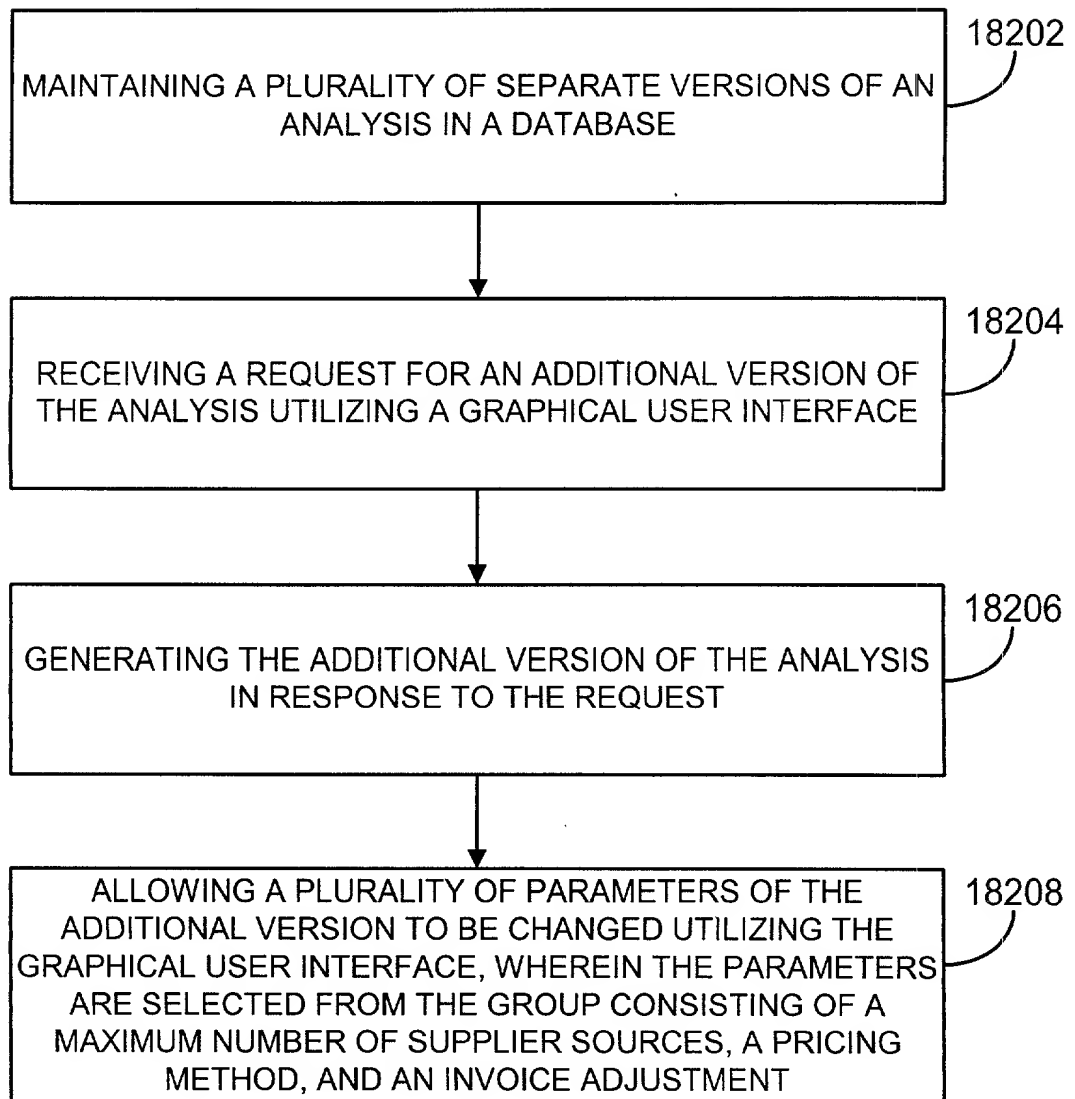 18202
MAINTAINING A PLURALITY OF SEPARATE VERSIONS OF AN
ANALYSIS IN A DATABASE
18204
RECEIVING A REQUEST FOR AN ADDITIONAL VERSION OF
THE ANALYSIS UTILIZING A GRAPHICAL USER INTERFACE
18206
GENERATING THE ADDITIONAL VERSION OF THE ANALYSIS
IN RESPONSE TO THE REQUEST
18208
ALLOWING A PLURALITY OF PARAMETERS OF THE
ADDITIONAL VERSION TO BE CHANGED UTILIZING THE
GRAPHICAL USER INTERFACE, WHEREIN THE PARAMETERS
ARE SELECTED FROM THE GROUP CONSISTING OF A
MAXIMUM NUMBER OF SUPPLIER SOURCES, A PRICING
METHOD, AND AN INVOICE ADJUSTMENT